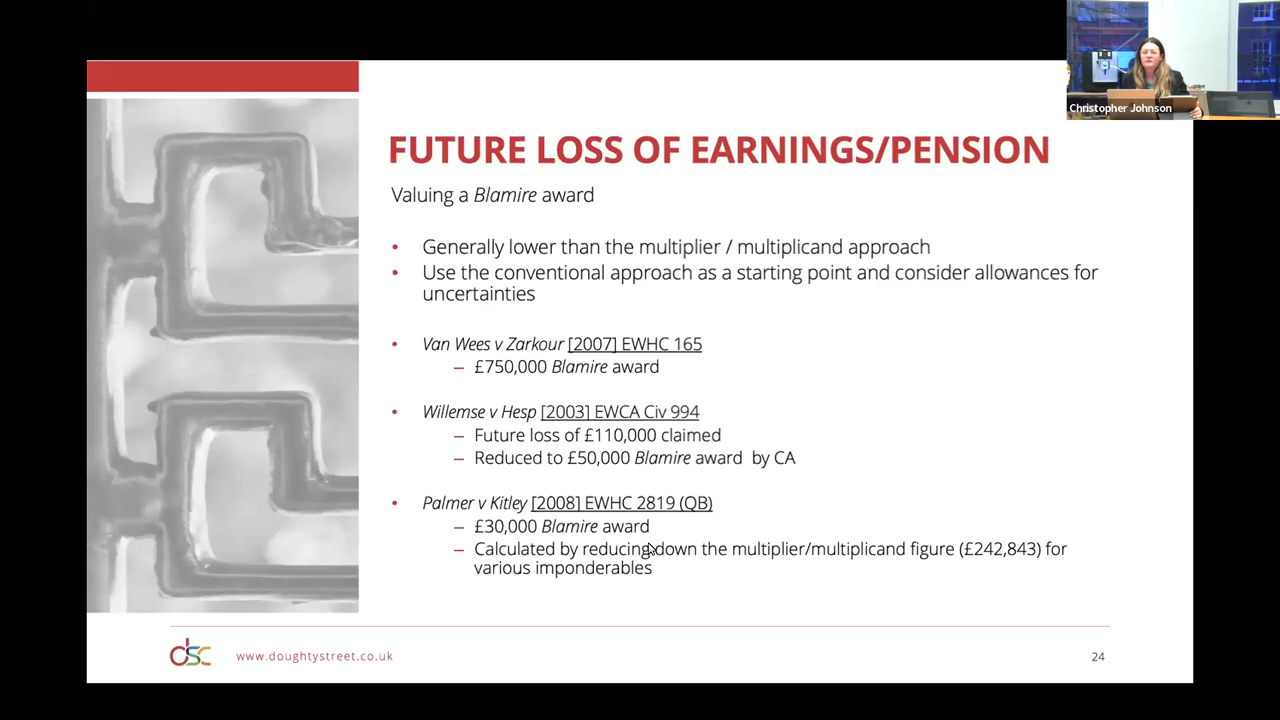 Christopher Johnson
FUTURE LOSS OF EARNINGS/PENSION
Valuing a Blamire award
• Generally lower than the multiplier / multiplicand approach
• Use the conventional approach as a starting point and consider allowances for
uncertainties
• Van Wees v Zarkour [2007] EWHC 165
– £750,000 Blamire award
• Willemse v Hesp [2003] EWCA Civ 994
– Future loss of £110,000 claimed
– Reduced to £50,000 Blamire award by CA
• Palmer v Kitley [2008] EWHC 2819 (QB)
– £30,000 Blamire award
– Calculated by reducing down the multiplier/multiplicand figure (£242,843) for
various imponderables
dsc
www.doughtystreet.co.uk
24